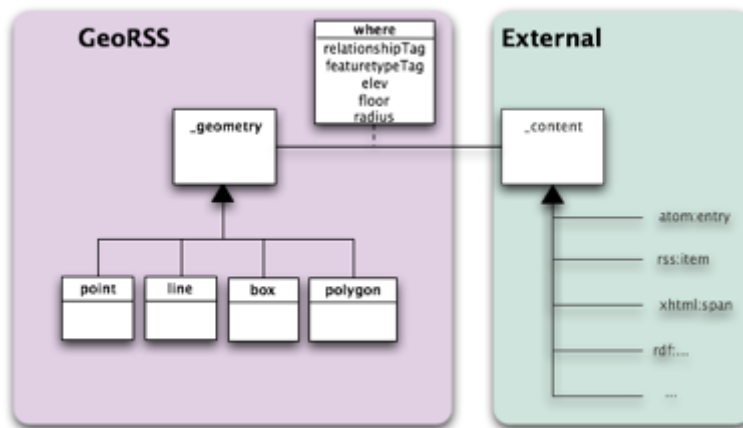 GeoRSS
where
relationshipTag
featuretypeTag
elev
floor
radius
_geometry
point
line
box
polygon
External
_content
atom:entry
rss:item
xhtml:span
rdf:...
...